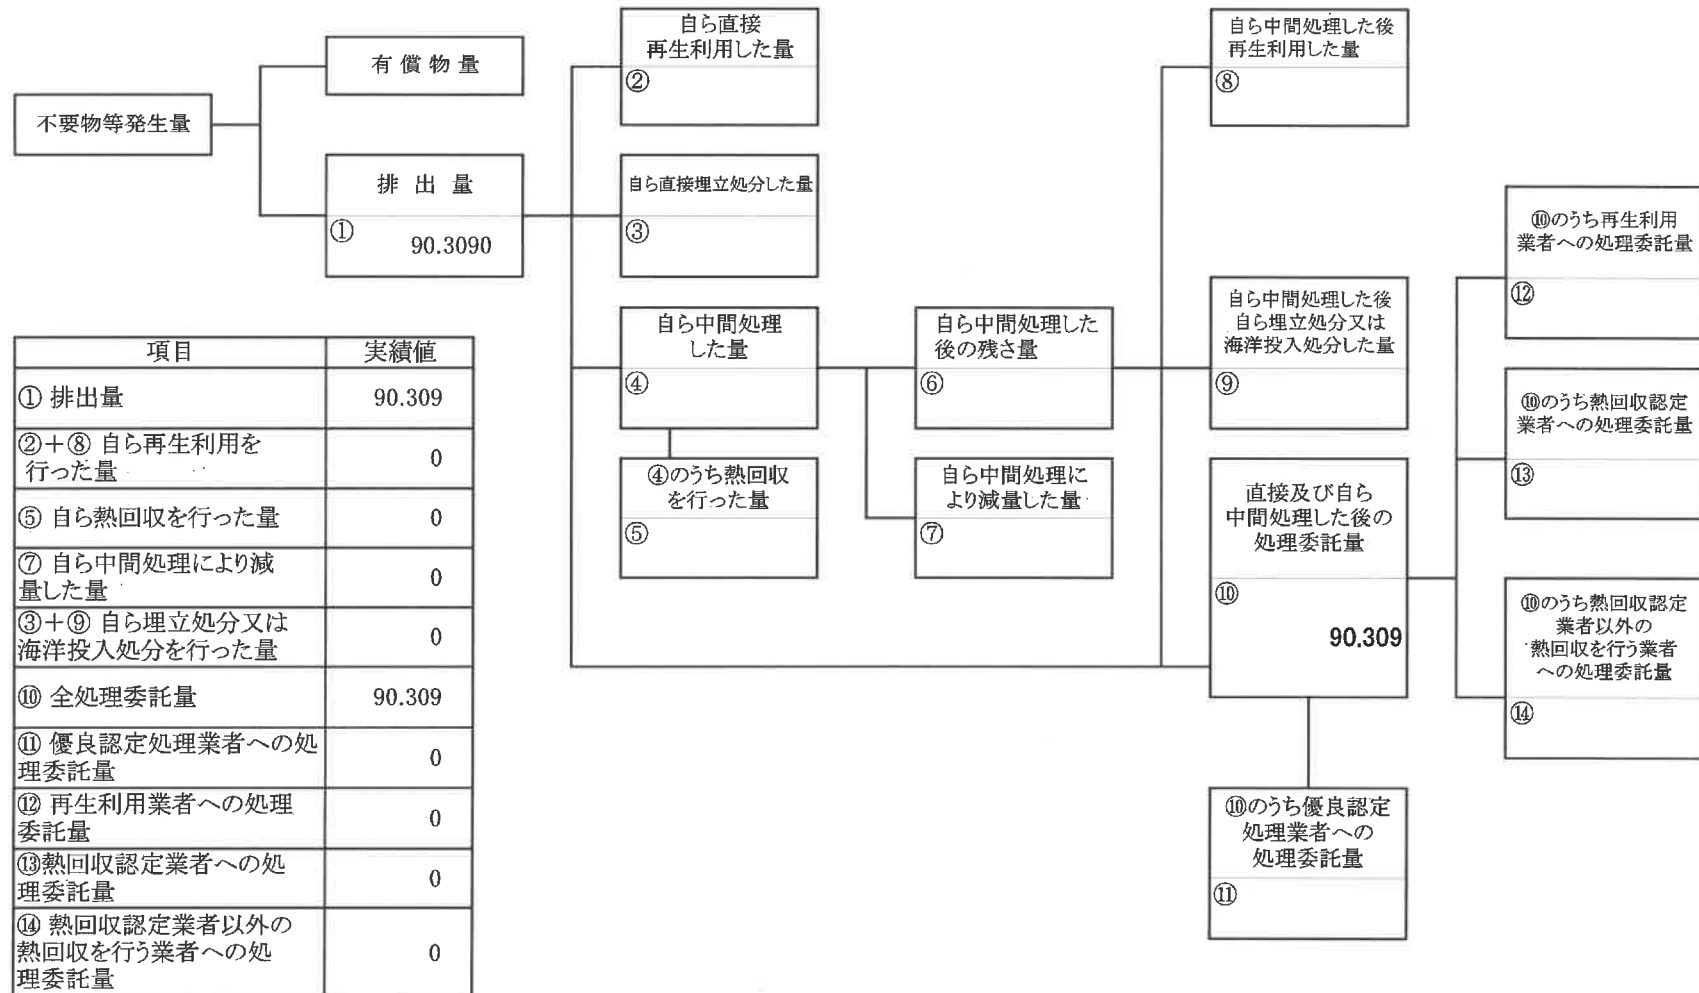 不要物等発生量
有償物量
排出量
①
90.3090
自ら直接
再生利用した量
②
自ら直接埋立処分した量
③
自ら中間処理
した量
④
④のうち熱回収
を行った量
⑤
自ら中間処理した
後の残さ量
⑥
自ら中間処理に
より減量した量
⑦
自ら中間処理した後
再生利用した量
⑧
自ら中間処理した後
自ら埋立処分又は
海洋投入処分した量
⑨
直接及び自ら
中間処理した後の
処理委託量
⑩
90.309
⑩のうち優良認定
処理業者への
処理委託量
⑪
⑩のうち再生利用
業者への処理委託量
⑫
⑩のうち熱回収認定
業者への処理委託量
⑬
⑩のうち熱回収認定
業者以外の
熱回収を行う業者
への処理委託量
⑭
項目 実績値
① 排出量 90.309
②+⑧ 自ら再生利用を
行った量 0
⑤ 自ら熱回収を行った量 0
⑦ 自ら中間処理により減
量した量 0
③+⑨ 自ら埋立処分又は
海洋投入処分を行った量 0
⑩ 全処理委託量 90.309
⑪ 優良認定処理業者への処
理委託量 0
⑫ 再生利用業者への処理
委託量 0
⑬熱回収認定業者への処
理委託量 0
⑭ 熱回収認定業者以外の
熱回収を行う業者への処
理委託量 0